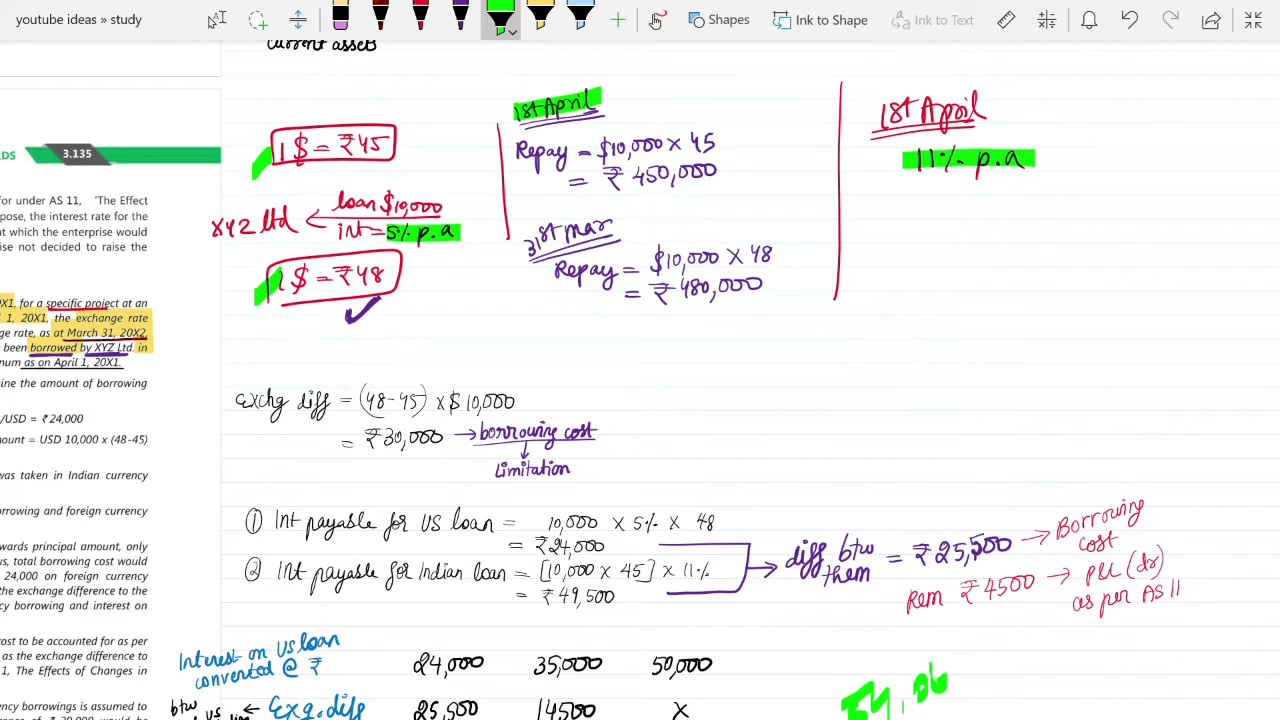 youtube ideas » study
Shapes
Ink to Shape
Ink to Text
current assets
RDS 3.135
for under AS 11, 'The Effect
pose, the interest rate for the
at which the enterprise would
ise not decided to raise the
0X1, for a specific project at an
1, 20X1, the exchange rate
ge rate, as at March 31, 20X2,
been borrowed by XYZ Ltd. in
num as on April 1, 20X1.
ine the amount of borrowing
/USD = ₹ 24,000
ount = USD 10,000 x (48-45)
was taken in Indian currency
rrowing and foreign currency
wards principal amount, only
us, total borrowing cost would
24,000 on foreign currency
the exchange difference to the
cy borrowing and interest on
ost to be accounted for as per
as the exchange difference to
1, The Effects of Changes in
ncy borrowings is assumed to
1 $ = ₹45
XYZ Ltd
loan $10,000
int = 5% p.a
1 $ = ₹48
1st April
Repay = $10,000 × 45
= ₹ 450,000
31st mar
Repay = $10,000 × 48
= ₹ 480,000
1st April
11% p.a
Exchg diff = (48-45) × $10,000
= ₹30,000 → borrowing cost
Limitation
① Int payable for US loan = 10,000 × 5% × 48
= ₹24,000
② Int payable for Indian loan = [10,000 × 45] × 11%
= ₹49,500
diff btw them = ₹25,500 → Borrowing cost
Rem ₹4500 → P&L (dr)
as per AS 11
Interest on US loan
converted @ ₹ 24,000 35,000 50,000
btw ← Exg. diff 25,500 14500 x